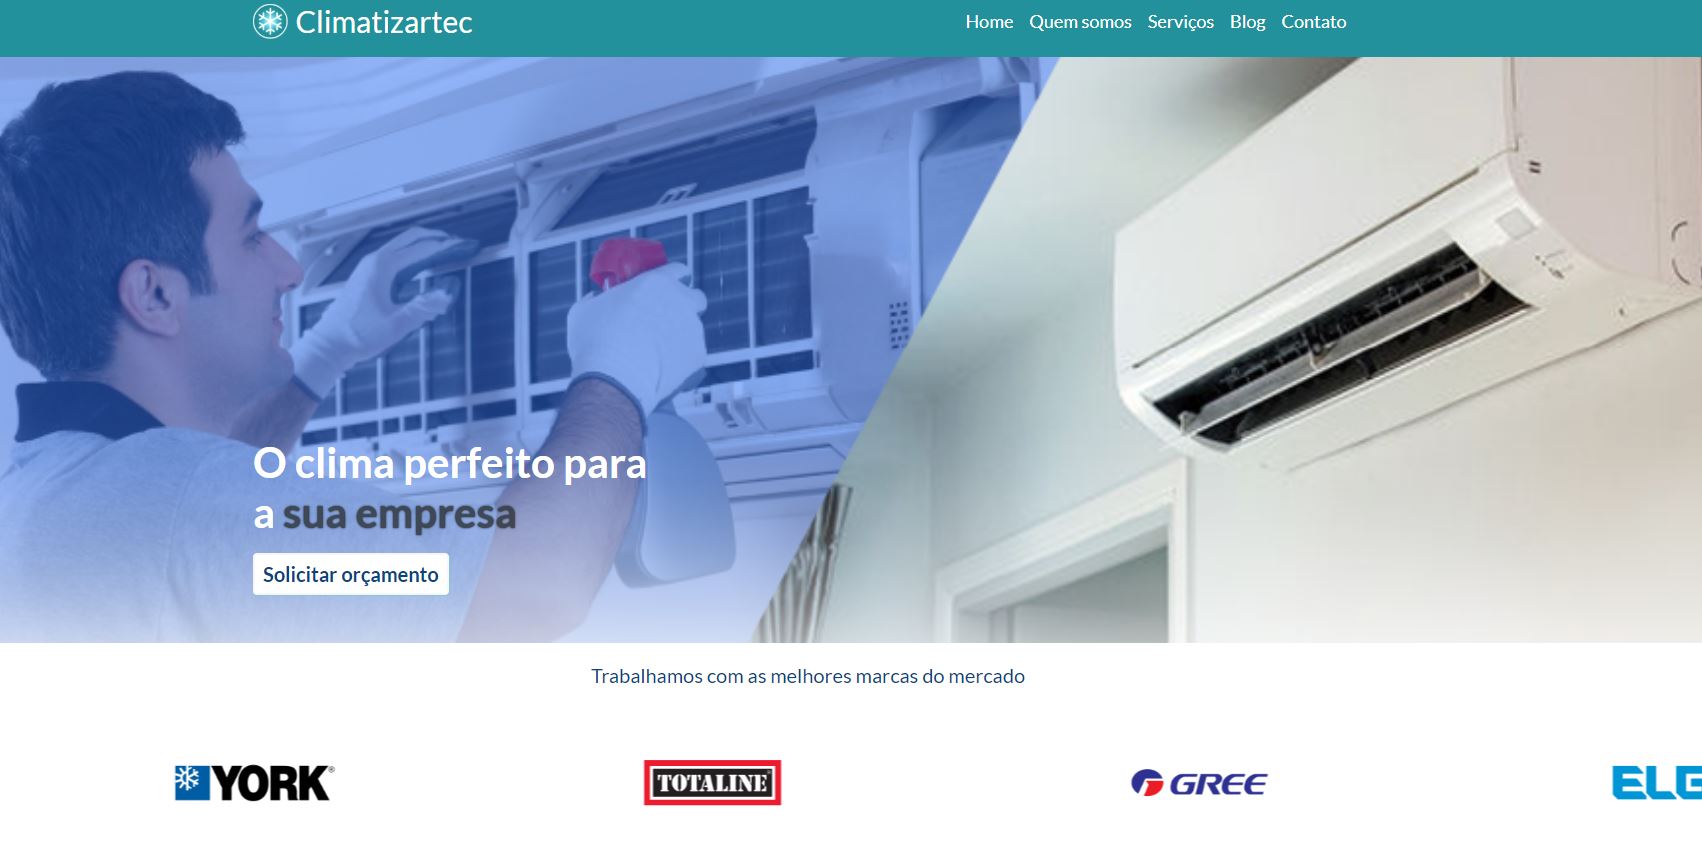 Climatizartec
Home Quem somos Serviços Blog Contato
O clima perfeito para
a sua empresa
Solicitar orçamento
Trabalhamos com as melhores marcas do mercado
YORK®
TOTALINE
GREE